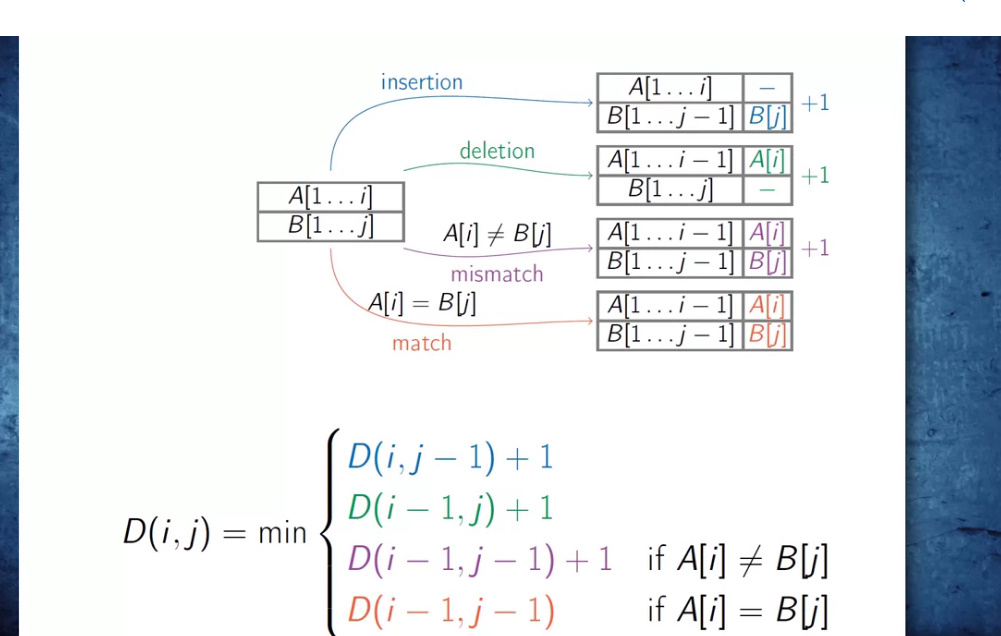 insertion
A[1...i] −
B[1...j − 1] B[j] +1
deletion
A[1...i − 1] A[i]
B[1...j] − +1
A[1...i]
B[1...j]
A[i] ≠ B[j]
mismatch
A[1...i − 1] A[i]
B[1...j − 1] B[j] +1
A[i] = B[j]
match
A[1...i − 1] A[i]
B[1...j − 1] B[j]
D(i, j) = min
D(i, j − 1) + 1
D(i − 1, j) + 1
D(i − 1, j − 1) + 1 if A[i] ≠ B[j]
D(i − 1, j − 1) if A[i] = B[j]